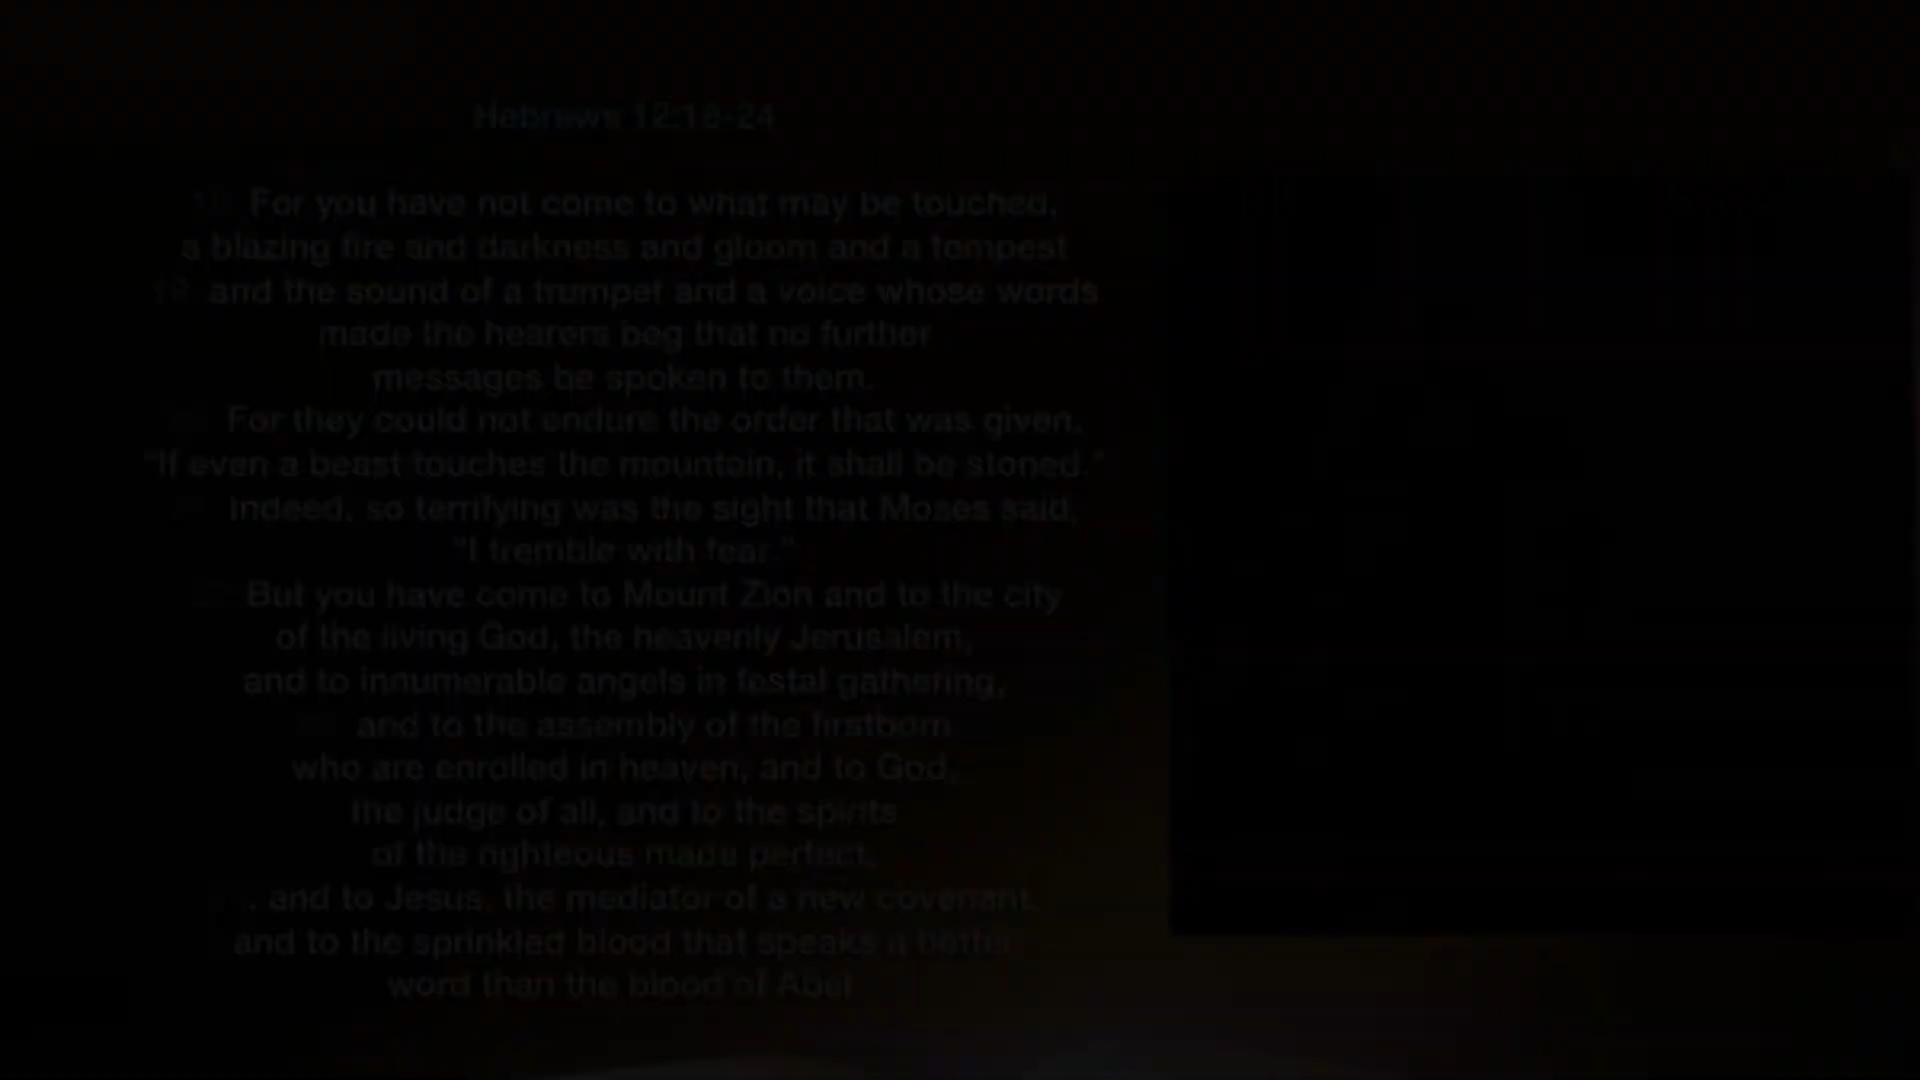 Hebrews 12:18-24
18 For you have not come to what may be touched,
a blazing fire and darkness and gloom and a tempest
19 and the sound of a trumpet and a voice whose words
made the hearers beg that no further
messages be spoken to them.
For they could not endure the order that was given,
"If even a beast touches the mountain, it shall be stoned."
Indeed, so terrifying was the sight that Moses said,
"I tremble with fear."
But you have come to Mount Zion and to the city
of the living God, the heavenly Jerusalem,
and to innumerable angels in festal gathering,
and to the assembly of the firstborn
who are enrolled in heaven, and to God,
the judge of all, and to the spirits
of the righteous made perfect,
and to Jesus, the mediator of a new covenant,
and to the sprinkled blood that speaks a better
word than the blood of Abel